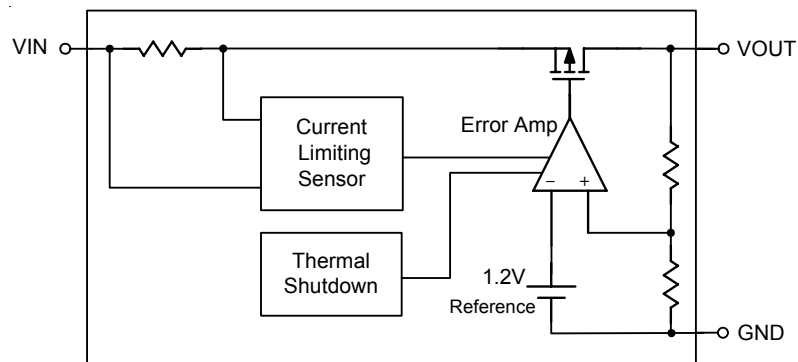 VIN
VOUT
Error Amp
Current
Limiting
Sensor
− +
Thermal
Shutdown
1.2V
Reference
GND